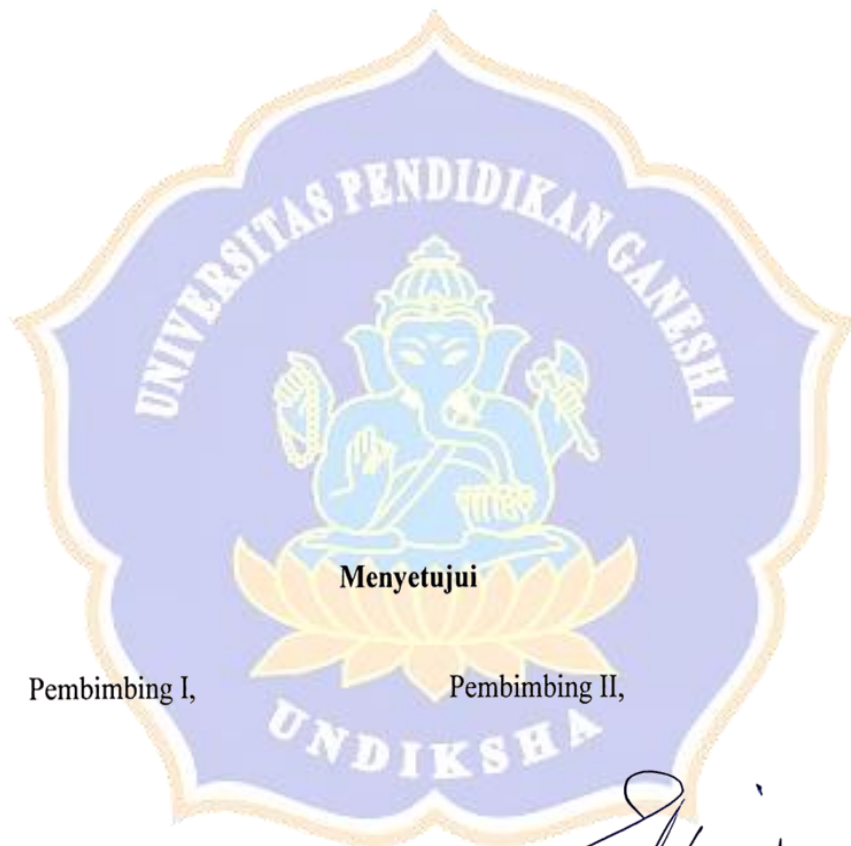 UNIVERSITAS PENDIDIKAN GANESHA
Menyetujui
Pembimbing I,
Pembimbing II,
UNDIKSHA